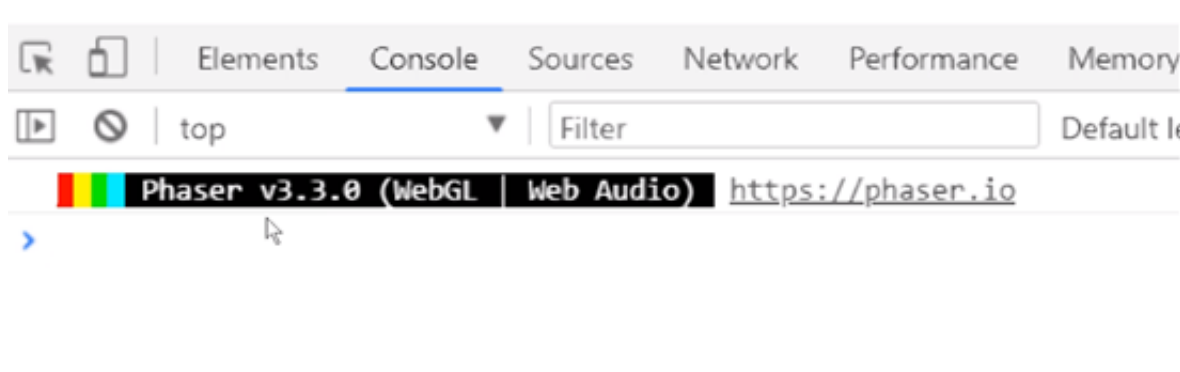 Elements Console Sources Network Performance Memory
top Filter Default
Phaser v3.3.0 (WebGL | Web Audio) https://phaser.io